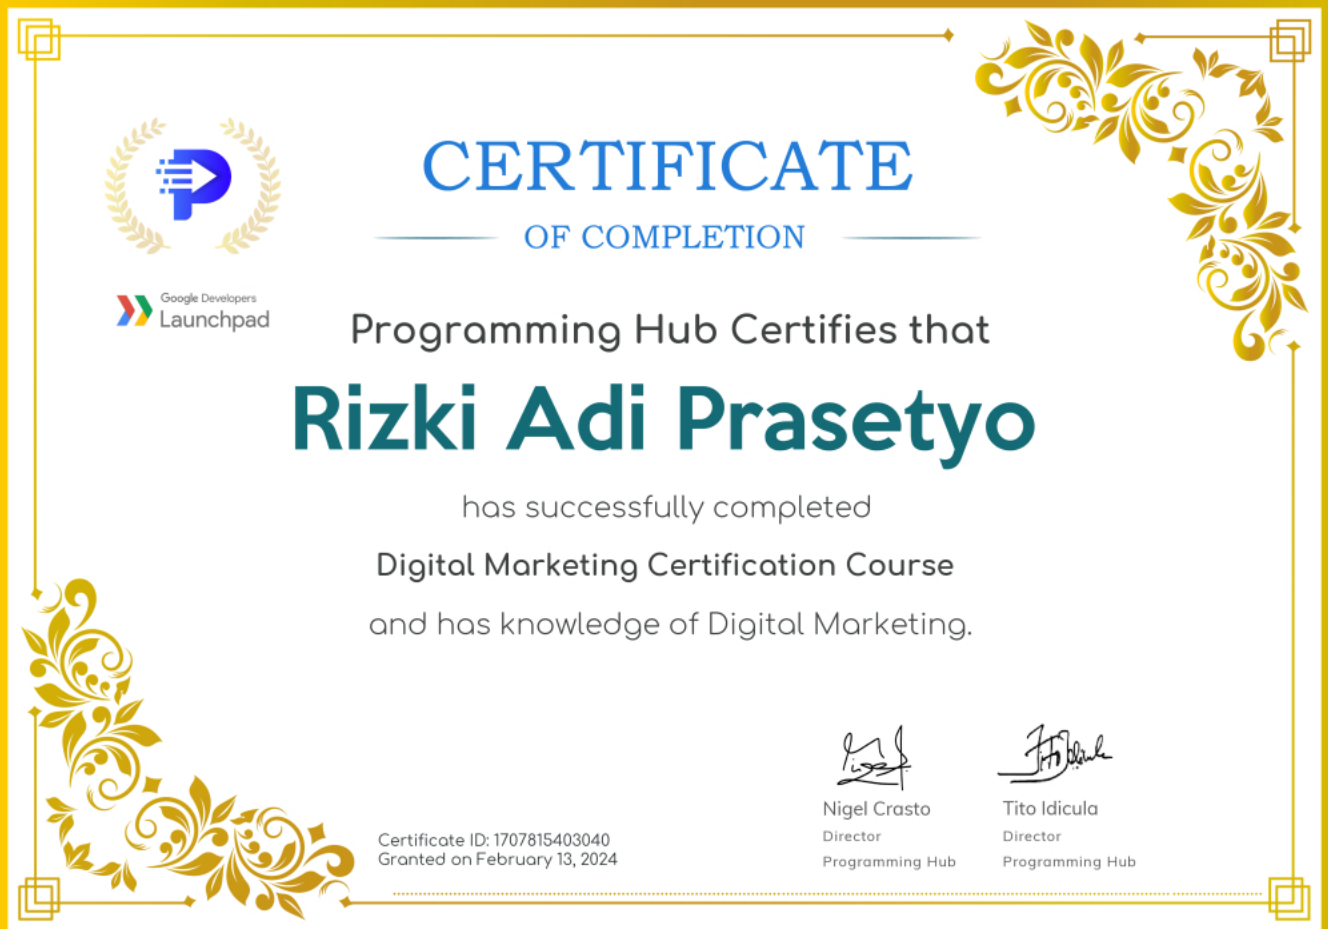 CERTIFICATE
OF COMPLETION
Google Developers
Launchpad
Programming Hub Certifies that
Rizki Adi Prasetyo
has successfully completed
Digital Marketing Certification Course
and has knowledge of Digital Marketing.
Nigel Crasto
Director
Programming Hub
Tito Idicula
Director
Programming Hub
Certificate ID: 1707815403040
Granted on February 13, 2024